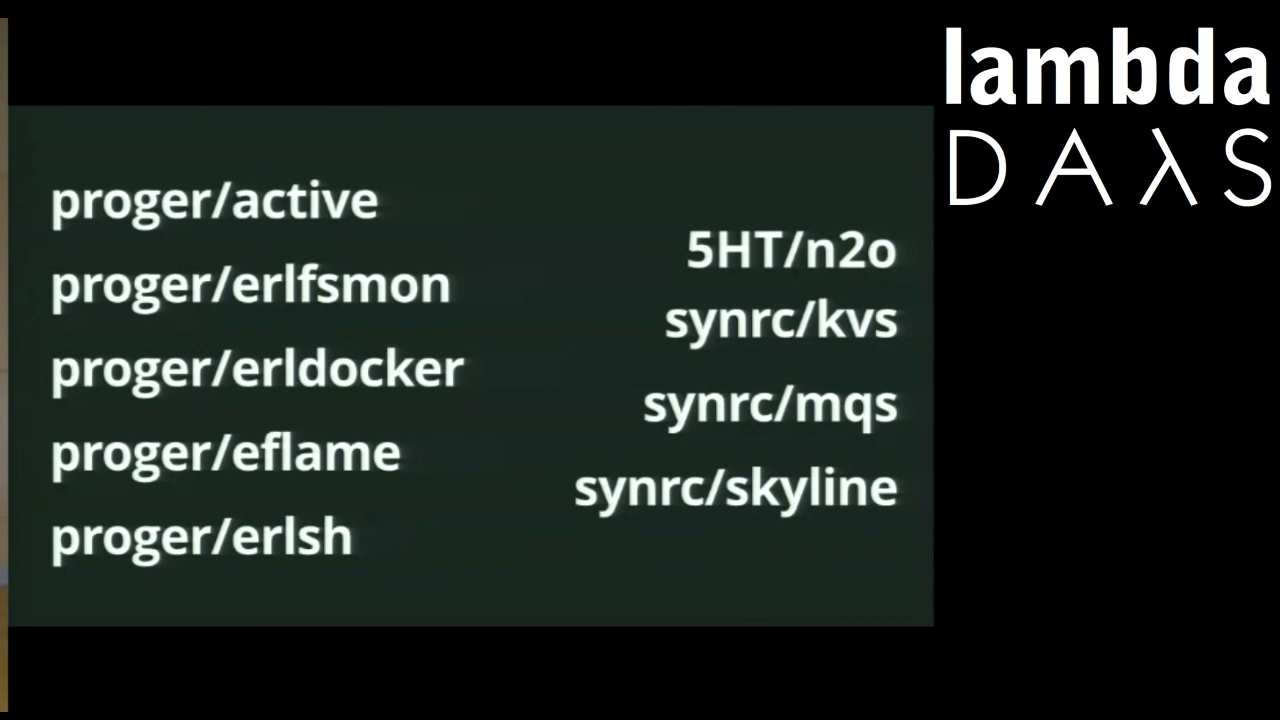 proger/active
proger/erlfsmon
proger/erldocker
proger/eflame
proger/erlsh
5HT/n2o
synrc/kvs
synrc/mqs
synrc/skyline
lambda
DAλS